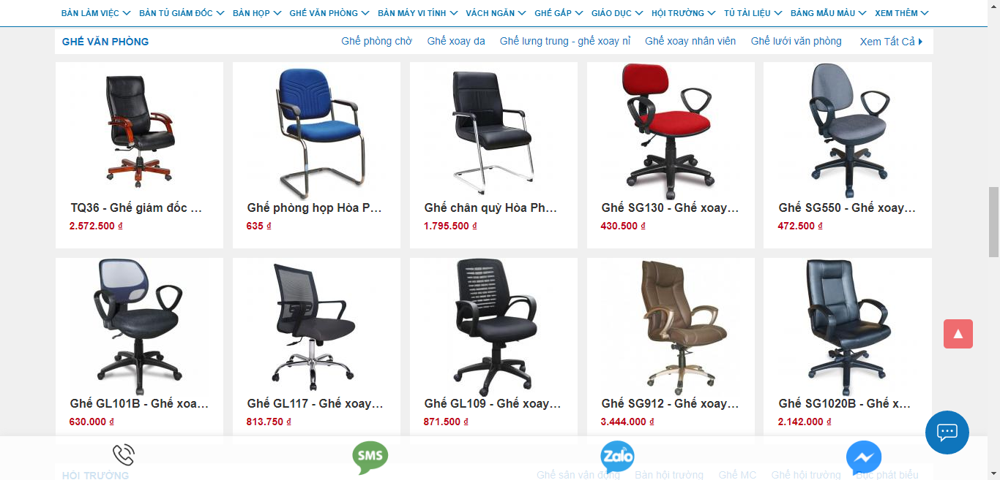 BÀN LÀM VIỆC BÀN TỦ GIÁM ĐỐC BÀN HỌP GHẾ VĂN PHÒNG BÀN MÁY VI TÍNH VÁCH NGĂN GHẾ GẤP GIÁO DỤC HỘI TRƯỜNG TỦ TÀI LIỆU BẢNG MẪU MÀU XEM THÊM
GHẾ VĂN PHÒNG Ghế phòng chờ Ghế xoay da Ghế lưng trung - ghế xoay nỉ Ghế xoay nhân viên Ghế lưới văn phòng Xem Tất Cả
TQ36 - Ghế giám đốc ... Ghế phòng họp Hòa P... Ghế chân quỳ Hòa Ph... Ghế SG130 - Ghế xoay... Ghế SG550 - Ghế xoay...
2.572.500 ₫ 635 ₫ 1.795.500 ₫ 430.500 ₫ 472.500 ₫
Ghế GL101B - Ghế xoa... Ghế GL117 - Ghế xoay... Ghế GL109 - Ghế xoay... Ghế SG912 - Ghế xoay... Ghế SG1020B - Ghế x...
630.000 ₫ 813.750 ₫ 871.500 ₫ 3.444.000 ₫ 2.142.000 ₫
SMS Zalo
HỘI TRƯỜNG Ghế sân vận động Bàn hội trường Ghế MC Ghế hội trường Bục phát biểu